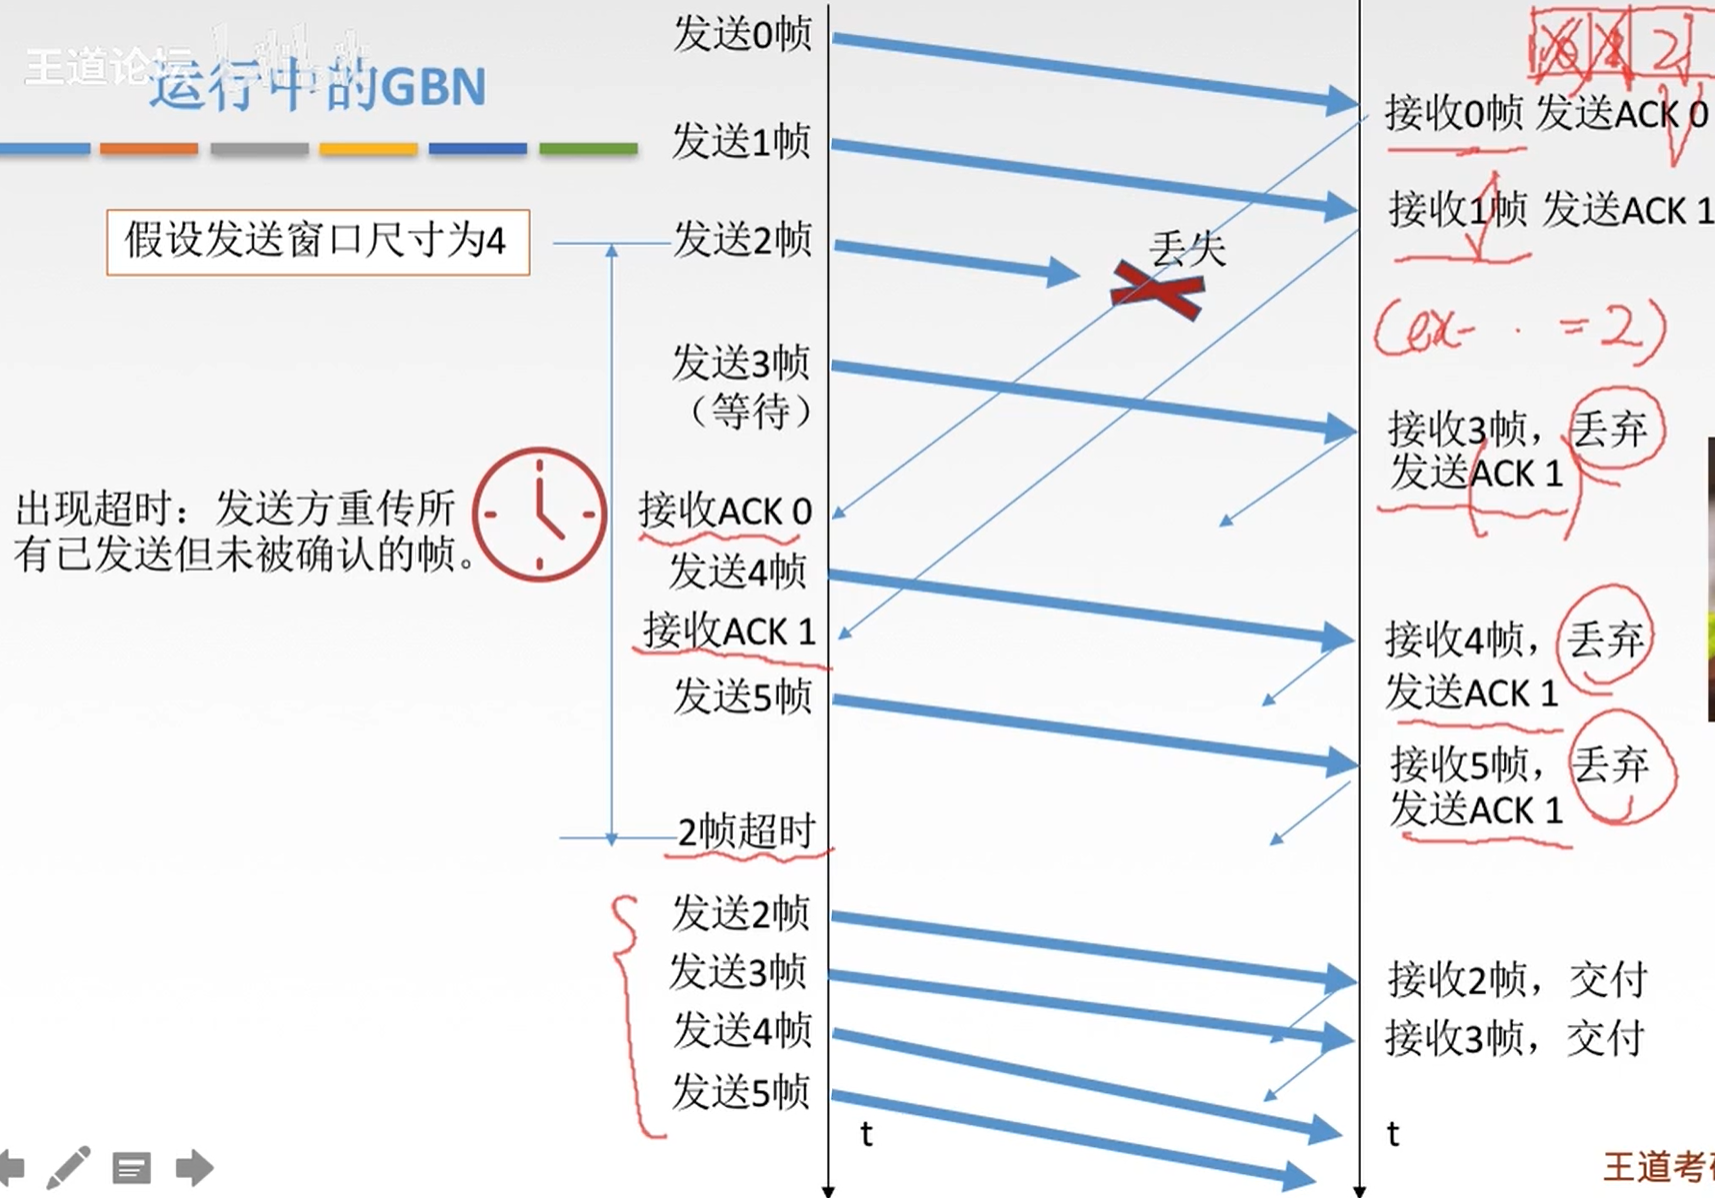 王道论坛
运行中的GBN
假设发送窗口尺寸为4
出现超时：发送方重传所
有已发送但未被确认的帧。
发送0帧
发送1帧
发送2帧
发送3帧
（等待）
接收ACK 0
发送4帧
接收ACK 1
发送5帧
2帧超时
发送2帧
发送3帧
发送4帧
发送5帧
t
丢失
2
接收0帧 发送ACK 0
接收1帧 发送ACK 1
(ex- · = 2)
接收3帧，丢弃
发送ACK 1
接收4帧，丢弃
发送ACK 1
接收5帧，丢弃
发送ACK 1
接收2帧，交付
接收3帧，交付
t
王道考